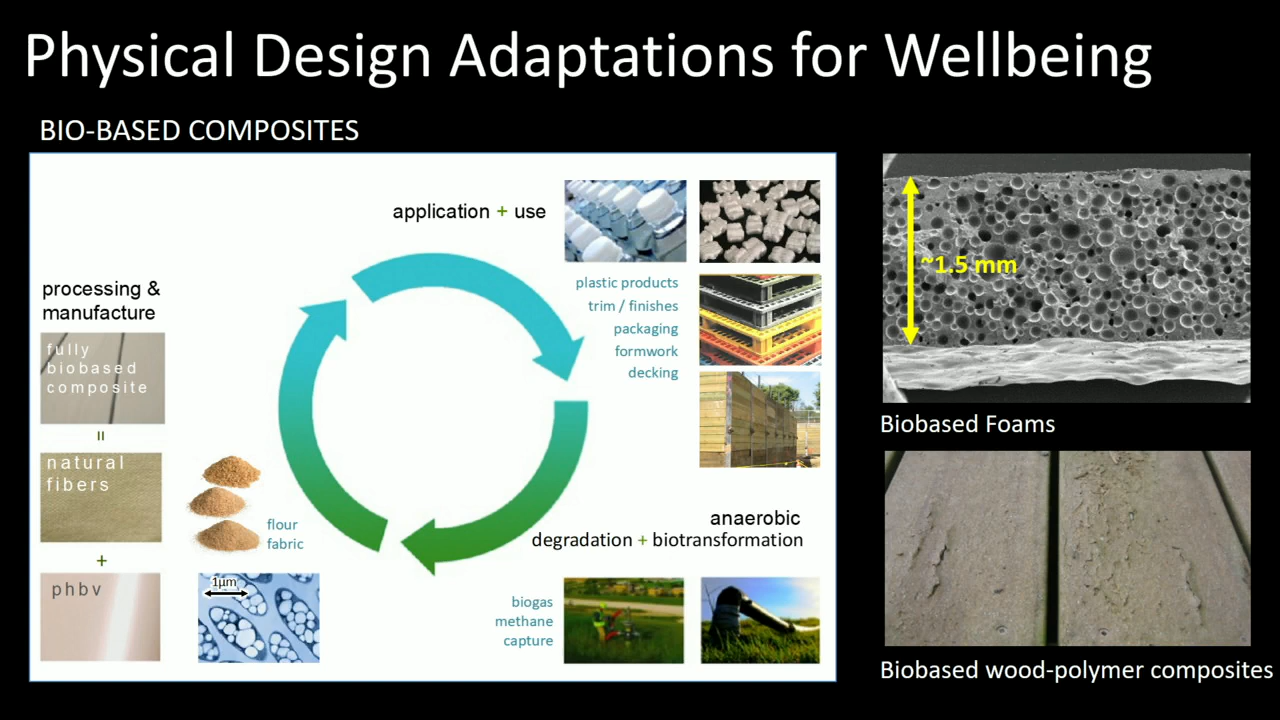 Physical Design Adaptations for Wellbeing
BIO-BASED COMPOSITES
application + use
plastic products
trim / finishes
packaging
formwork
decking
processing &
manufacture
fully
biobased
composite
=
natural
fibers
+
phbv
flour
fabric
1µm
anaerobic
degradation + biotransformation
biogas
methane
capture
~1.5 mm
Biobased Foams
Biobased wood-polymer composites